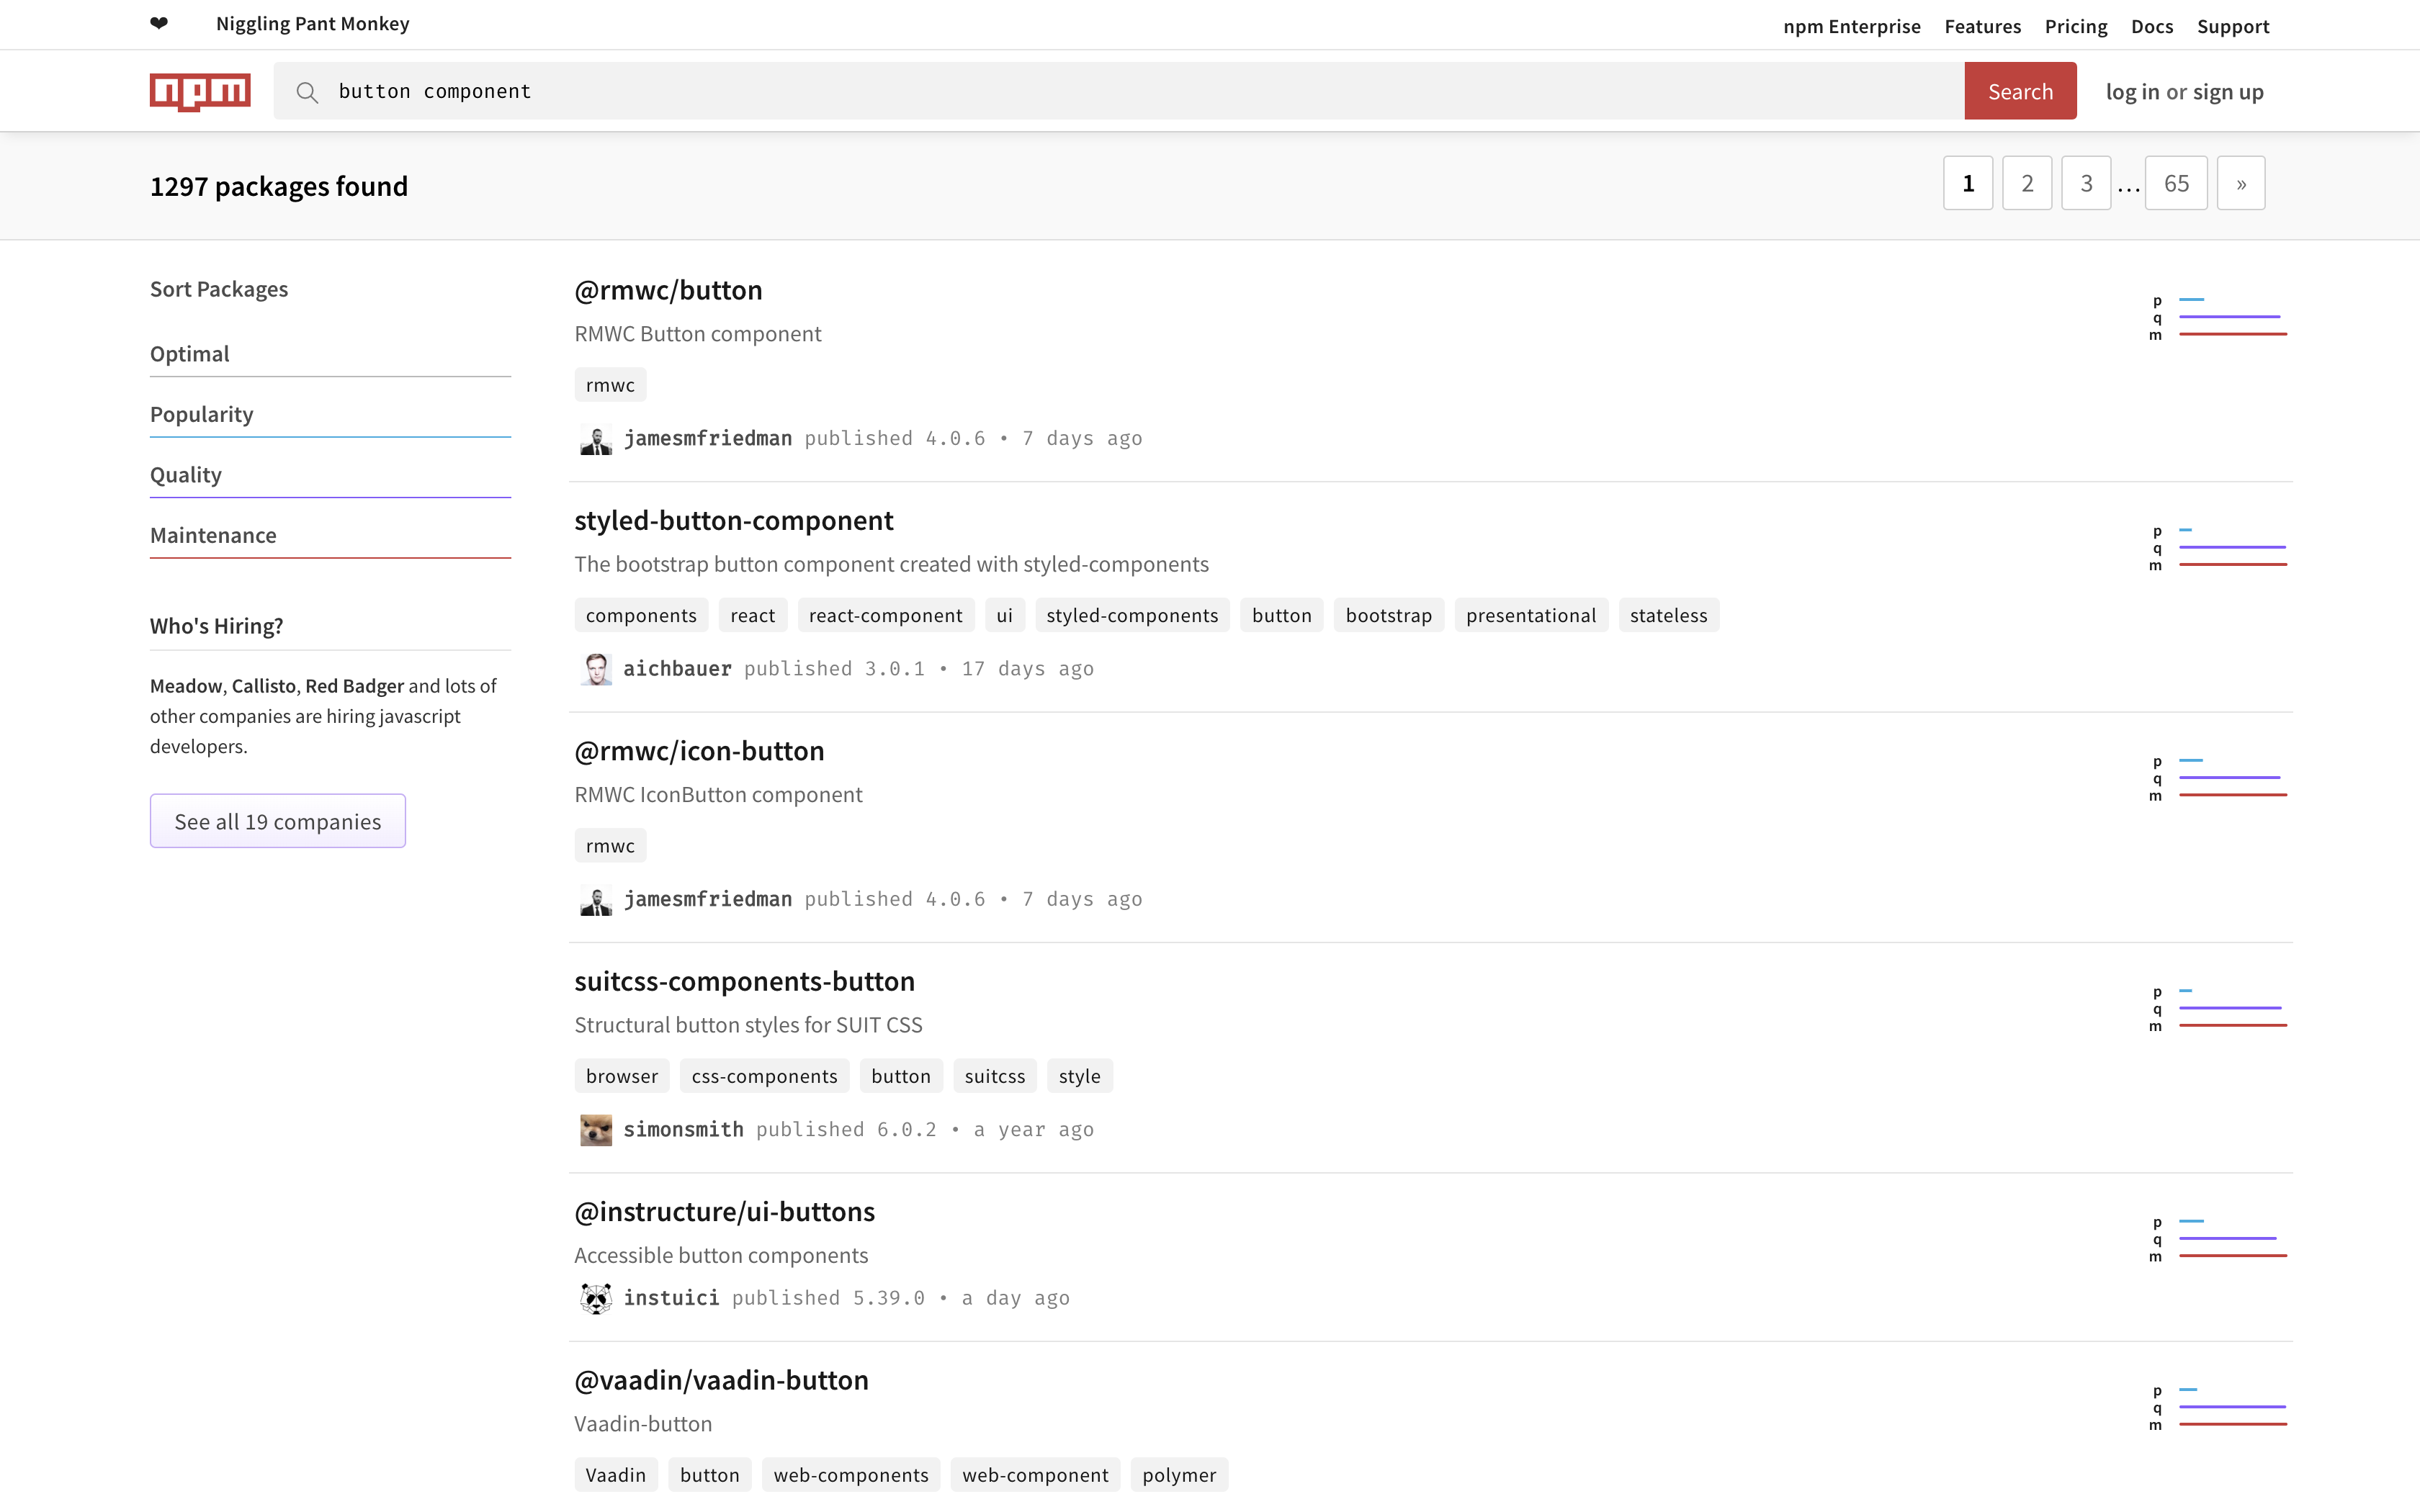 ❤ Niggling Pant Monkey
npm Enterprise Features Pricing Docs Support
npm
button component
Search
log in or sign up
1297 packages found
1 2 3 ... 65 »
Sort Packages
Optimal
Popularity
Quality
Maintenance
Who's Hiring?
Meadow, Callisto, Red Badger and lots of
other companies are hiring javascript
developers.
See all 19 companies
@rmwc/button
RMWC Button component
rmwc
jamesmfriedman published 4.0.6 • 7 days ago
p
q
m
styled-button-component
The bootstrap button component created with styled-components
components react react-component ui styled-components button bootstrap presentational stateless
aichbauer published 3.0.1 • 17 days ago
p
q
m
@rmwc/icon-button
RMWC IconButton component
rmwc
jamesmfriedman published 4.0.6 • 7 days ago
p
q
m
suitcss-components-button
Structural button styles for SUIT CSS
browser css-components button suitcss style
simonsmith published 6.0.2 • a year ago
p
q
m
@instructure/ui-buttons
Accessible button components
instuici published 5.39.0 • a day ago
p
q
m
@vaadin/vaadin-button
Vaadin-button
Vaadin button web-components web-component polymer
p
q
m